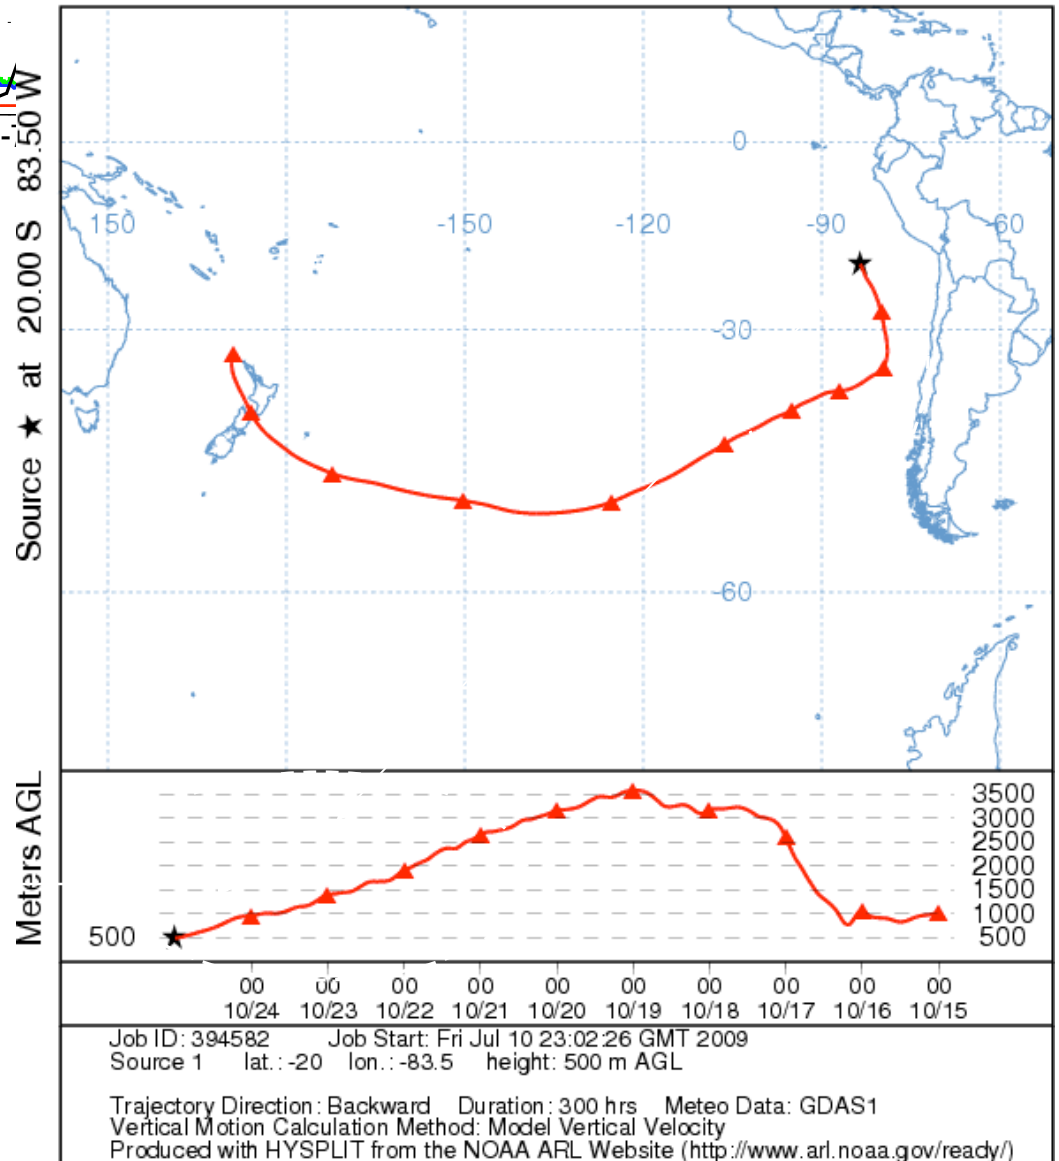 Source ★ at 20.00 S 83.50 W
0
150 -150 -120 -90 -60
-30
-60
Meters AGL
3500
3000
2500
2000
1500
1000
500 500
00 00 00 00 00 00 00 00 00 00
10/24 10/23 10/22 10/21 10/20 10/19 10/18 10/17 10/16 10/15
Job ID: 394582 Job Start: Fri Jul 10 23:02:26 GMT 2009
Source 1 lat.: -20 lon.: -83.5 height: 500 m AGL
Trajectory Direction: Backward Duration: 300 hrs Meteo Data: GDAS1
Vertical Motion Calculation Method: Model Vertical Velocity
Produced with HYSPLIT from the NOAA ARL Website (http://www.arl.noaa.gov/ready/)